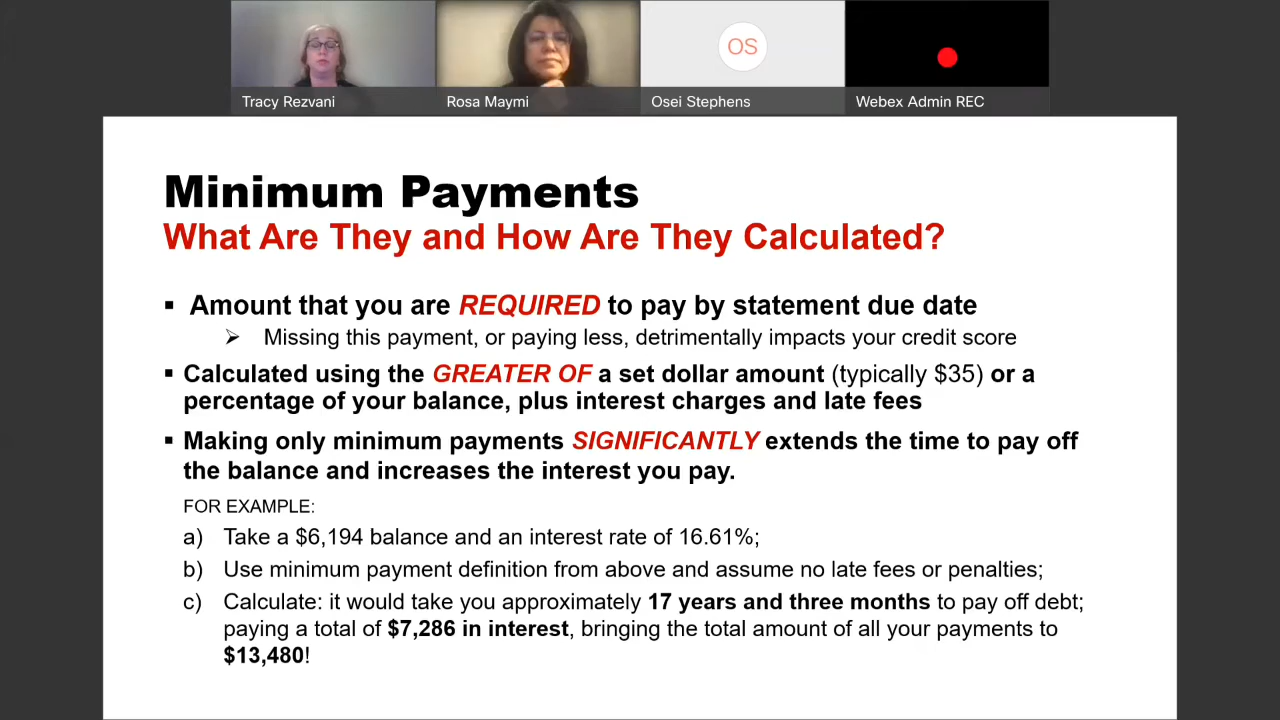 OS
Tracy Rezvani
Rosa Maymi
Osei Stephens
Webex Admin REC
Minimum Payments
What Are They and How Are They Calculated?
▪ Amount that you are REQUIRED to pay by statement due date
➢ Missing this payment, or paying less, detrimentally impacts your credit score
▪ Calculated using the GREATER OF a set dollar amount (typically $35) or a
percentage of your balance, plus interest charges and late fees
▪ Making only minimum payments SIGNIFICANTLY extends the time to pay off
the balance and increases the interest you pay.
FOR EXAMPLE:
a) Take a $6,194 balance and an interest rate of 16.61%;
b) Use minimum payment definition from above and assume no late fees or penalties;
c) Calculate: it would take you approximately 17 years and three months to pay off debt;
paying a total of $7,286 in interest, bringing the total amount of all your payments to
$13,480!